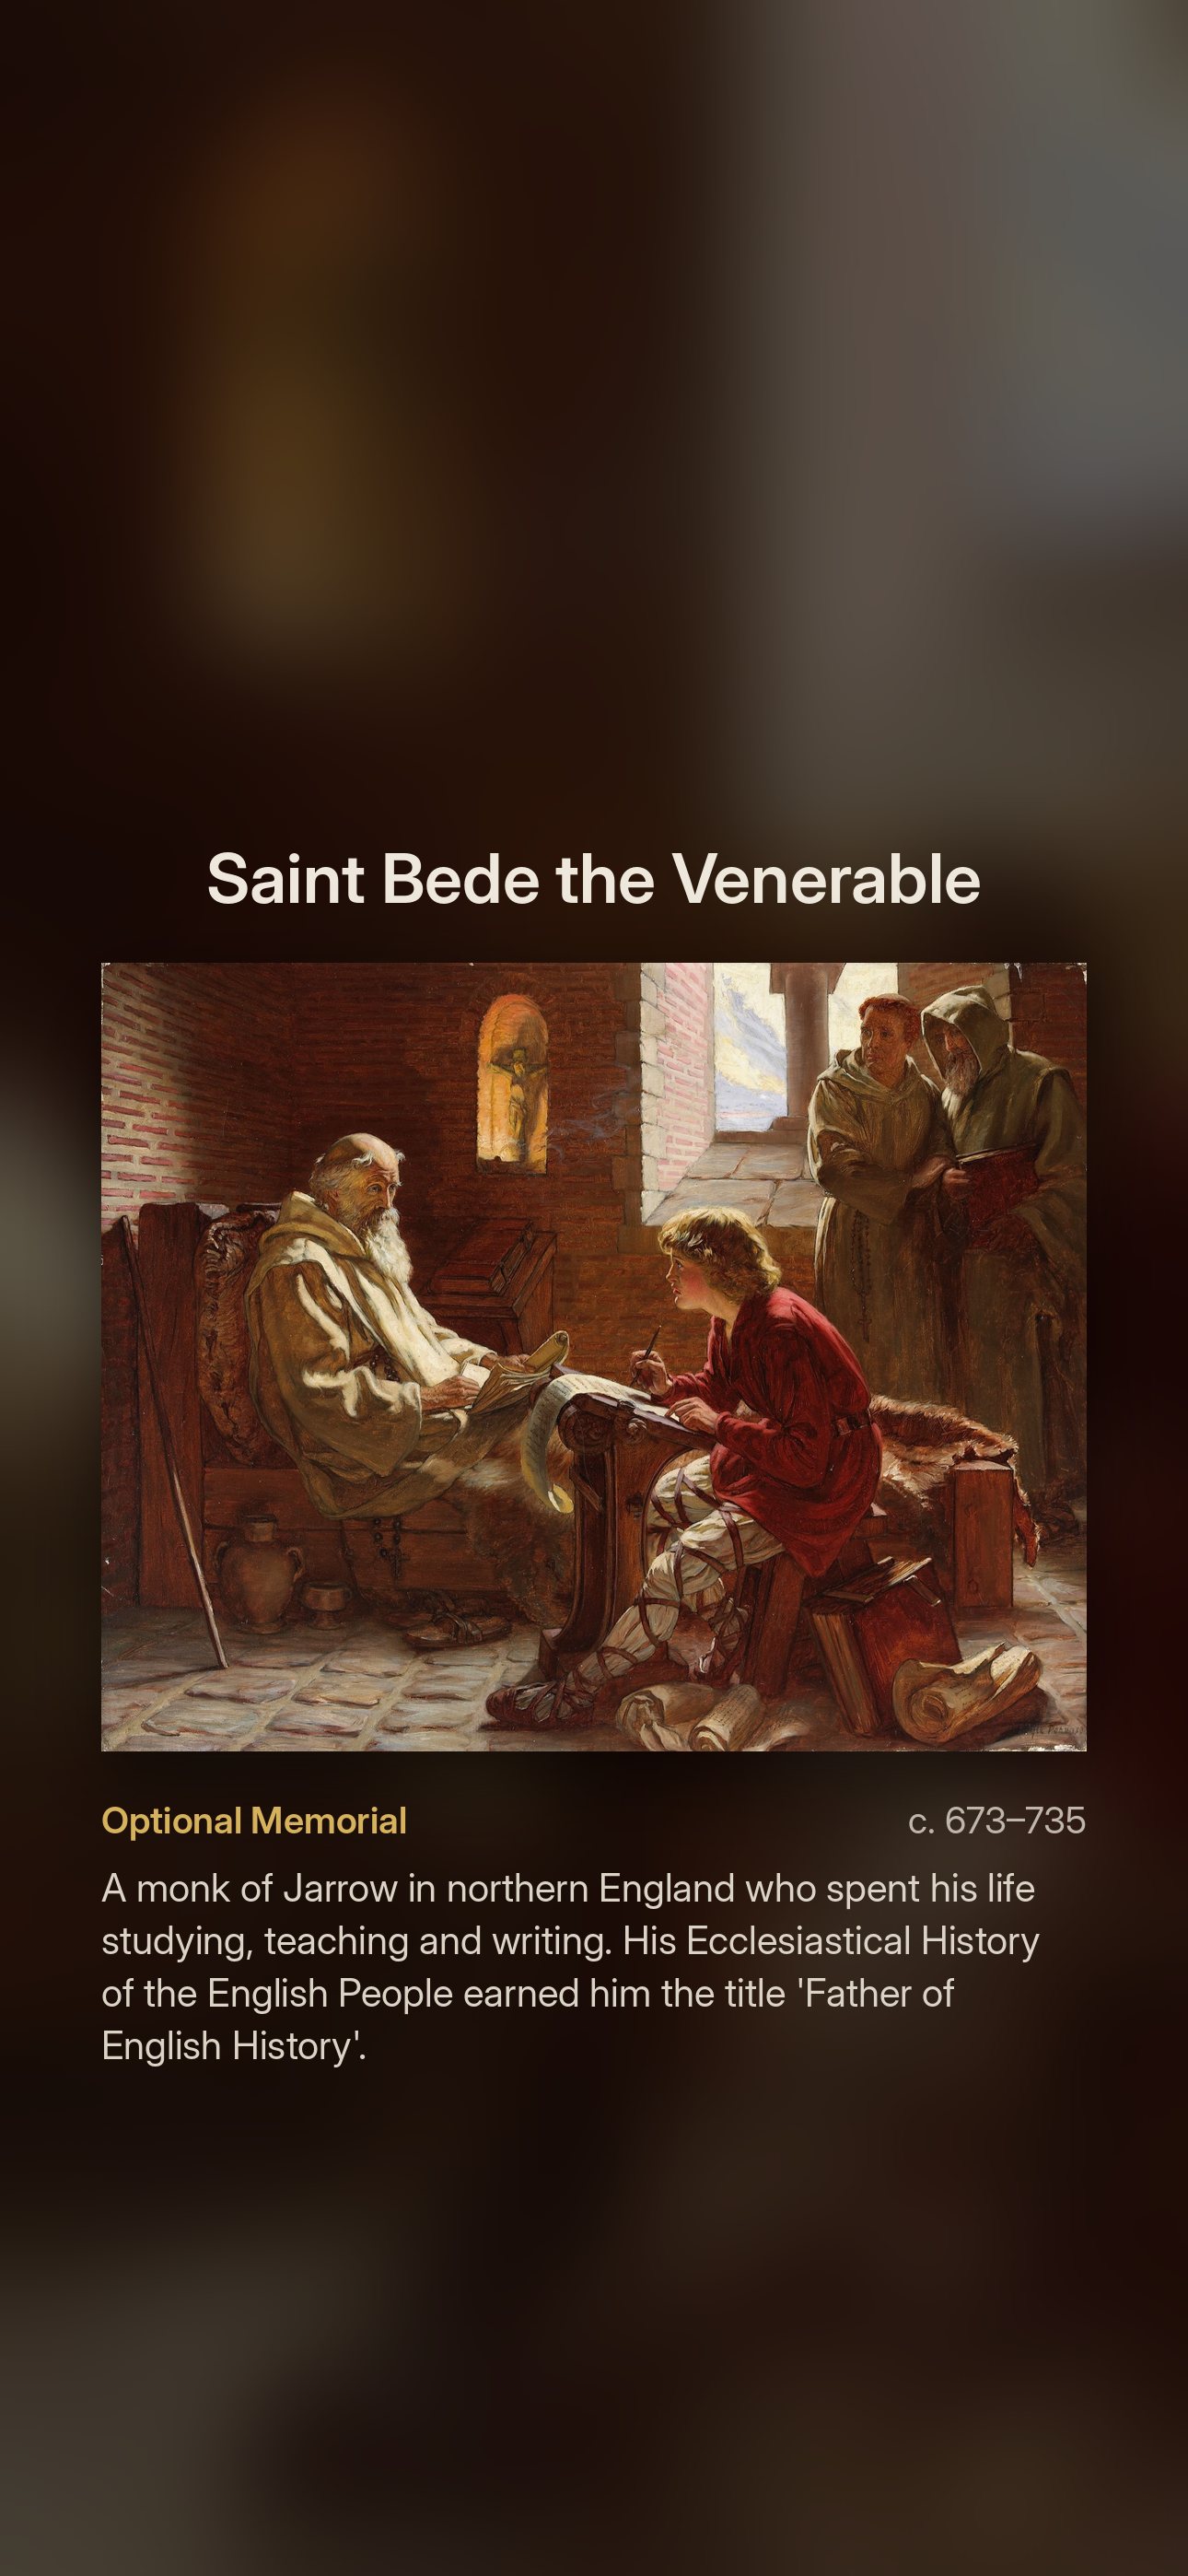 Saint Bede the Venerable
Optional Memorial
c. 673–735
A monk of Jarrow in northern England who spent his life
studying, teaching and writing. His Ecclesiastical History
of the English People earned him the title 'Father of
English History'.